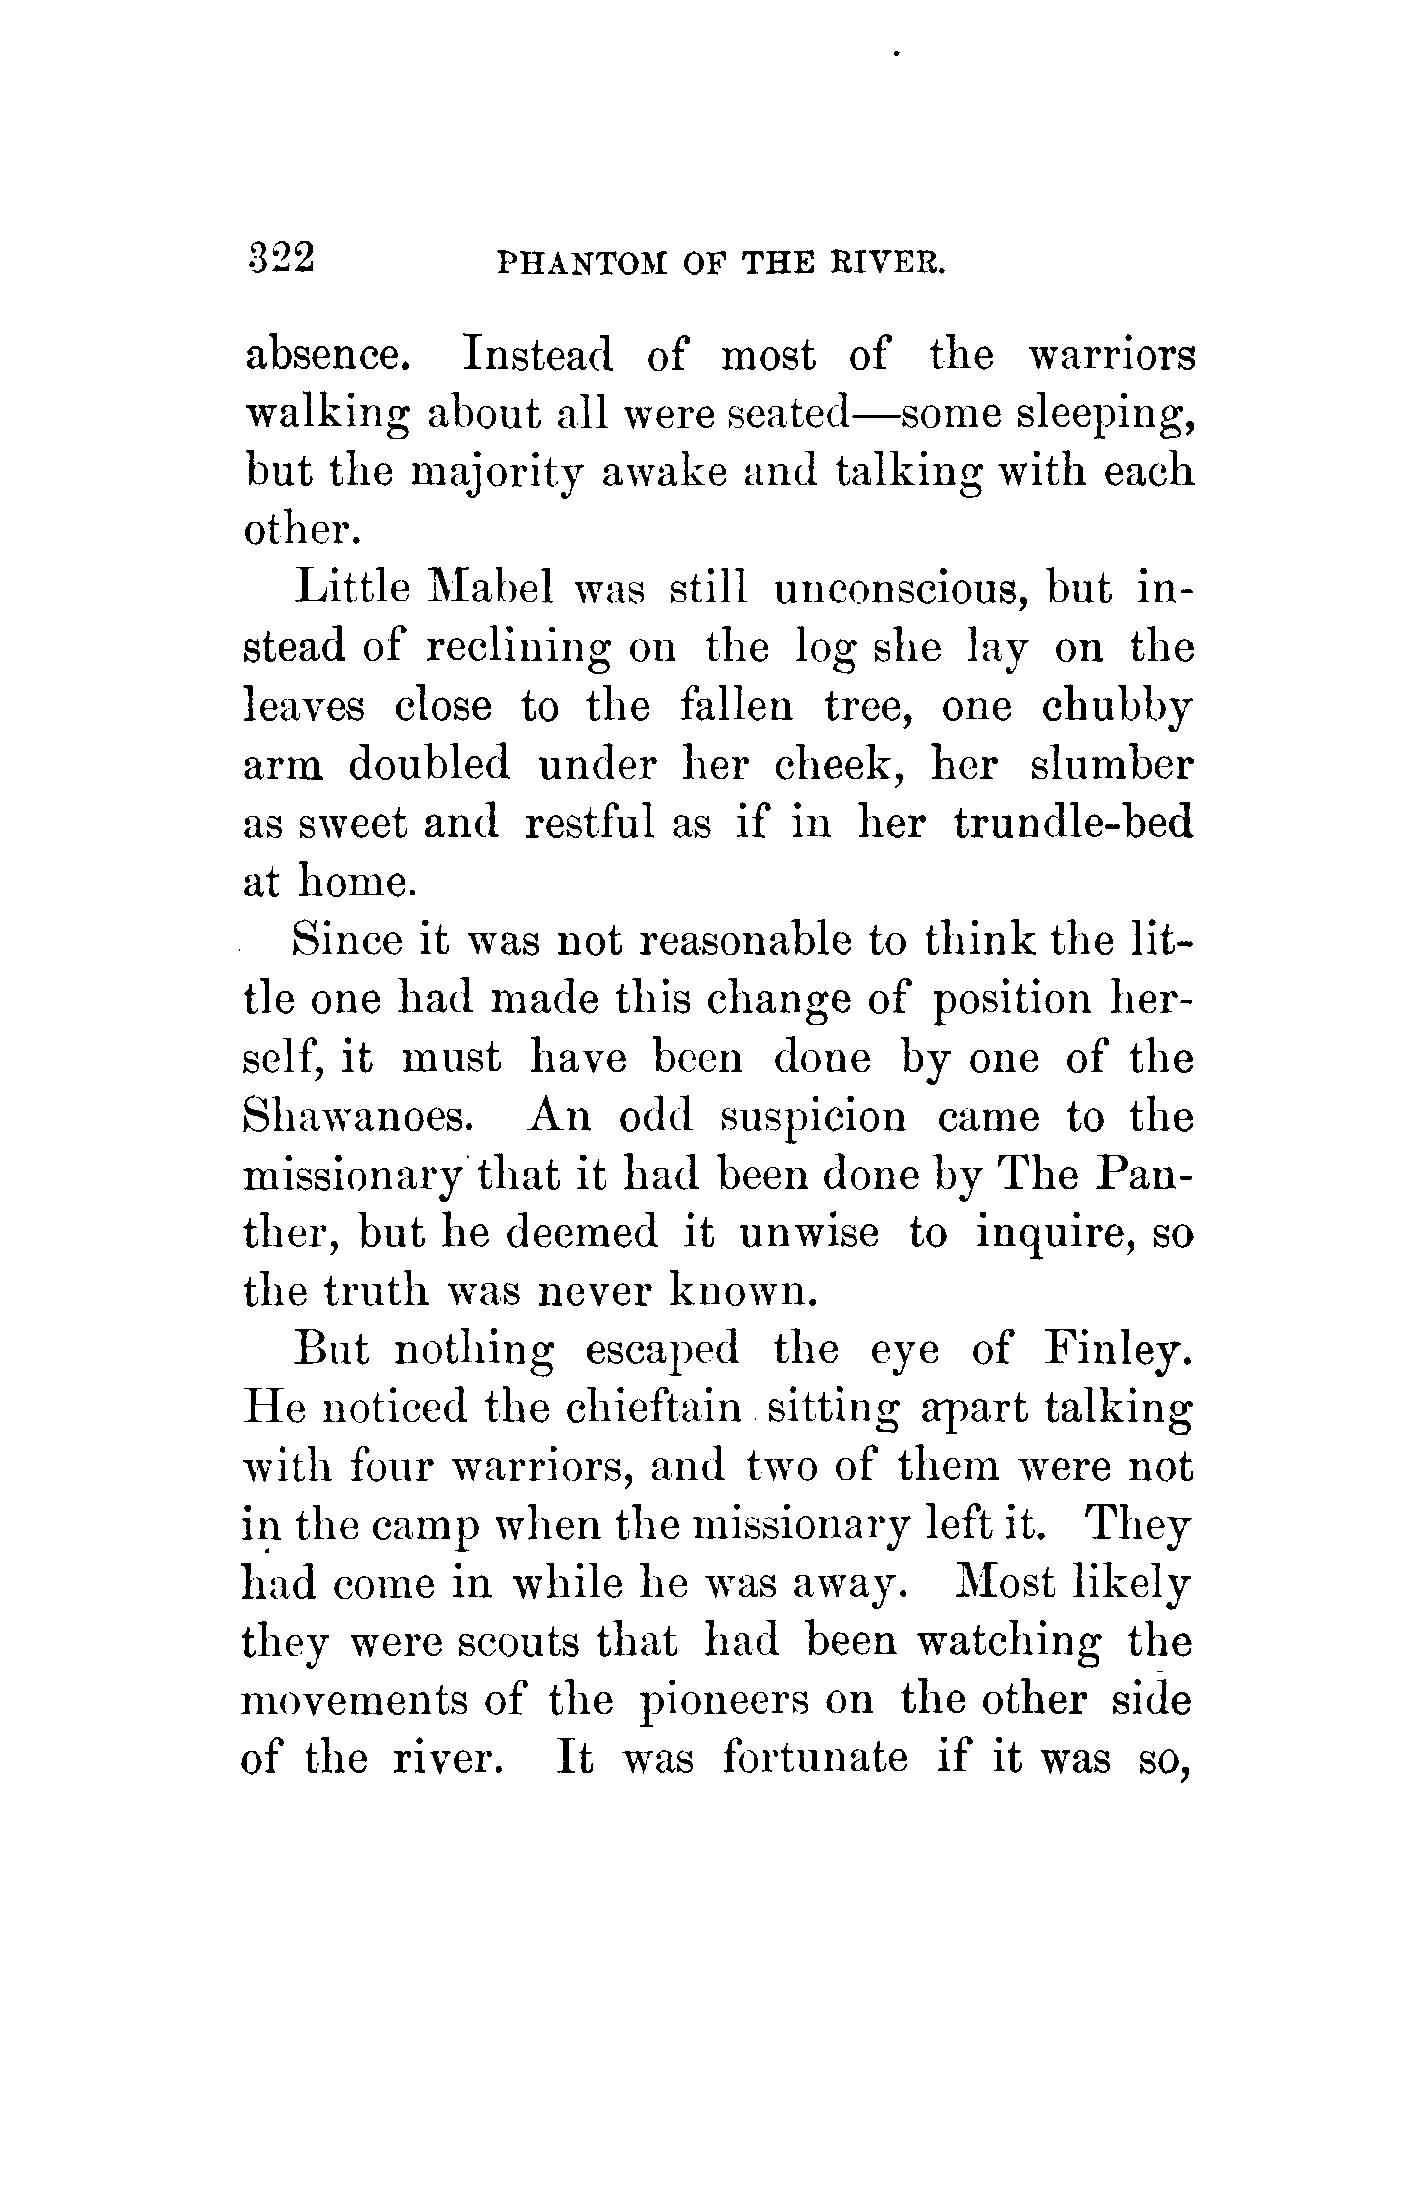 322 PHANTOM OF THE RIVER.
absence. Instead of most of the warriors
walking about all were seated—some sleeping,
but the majority awake and talking with each
other.
Little Mabel was still unconscious, but in-
stead of reclining on the log she lay on the
leaves close to the fallen tree, one chubby
arm doubled under her cheek, her slumber
as sweet and restful as if in her trundle-bed
at home.
Since it was not reasonable to think the lit-
tle one had made this change of position her-
self, it must have been done by one of the
Shawanoes. An odd suspicion came to the
missionary that it had been done by The Pan-
ther, but he deemed it unwise to inquire, so
the truth was never known.
But nothing escaped the eye of Finley.
He noticed the chieftain sitting apart talking
with four warriors, and two of them were not
in the camp when the missionary left it. They
had come in while he was away. Most likely
they were scouts that had been watching the
movements of the pioneers on the other side
of the river. It was fortunate if it was so,